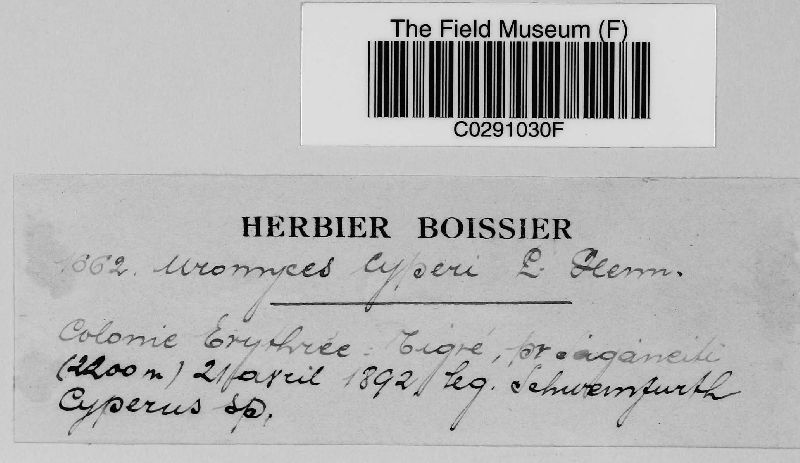 The Field Museum (F)
C0291030F
HERBIER BOISSIER
1662. Uromyces Cyperi P. Henn.
Colonie Erythrée: Tigré, pr.
(2200 m) 21 avril 1892 leg. Schweinfurth
Cyperus sp.